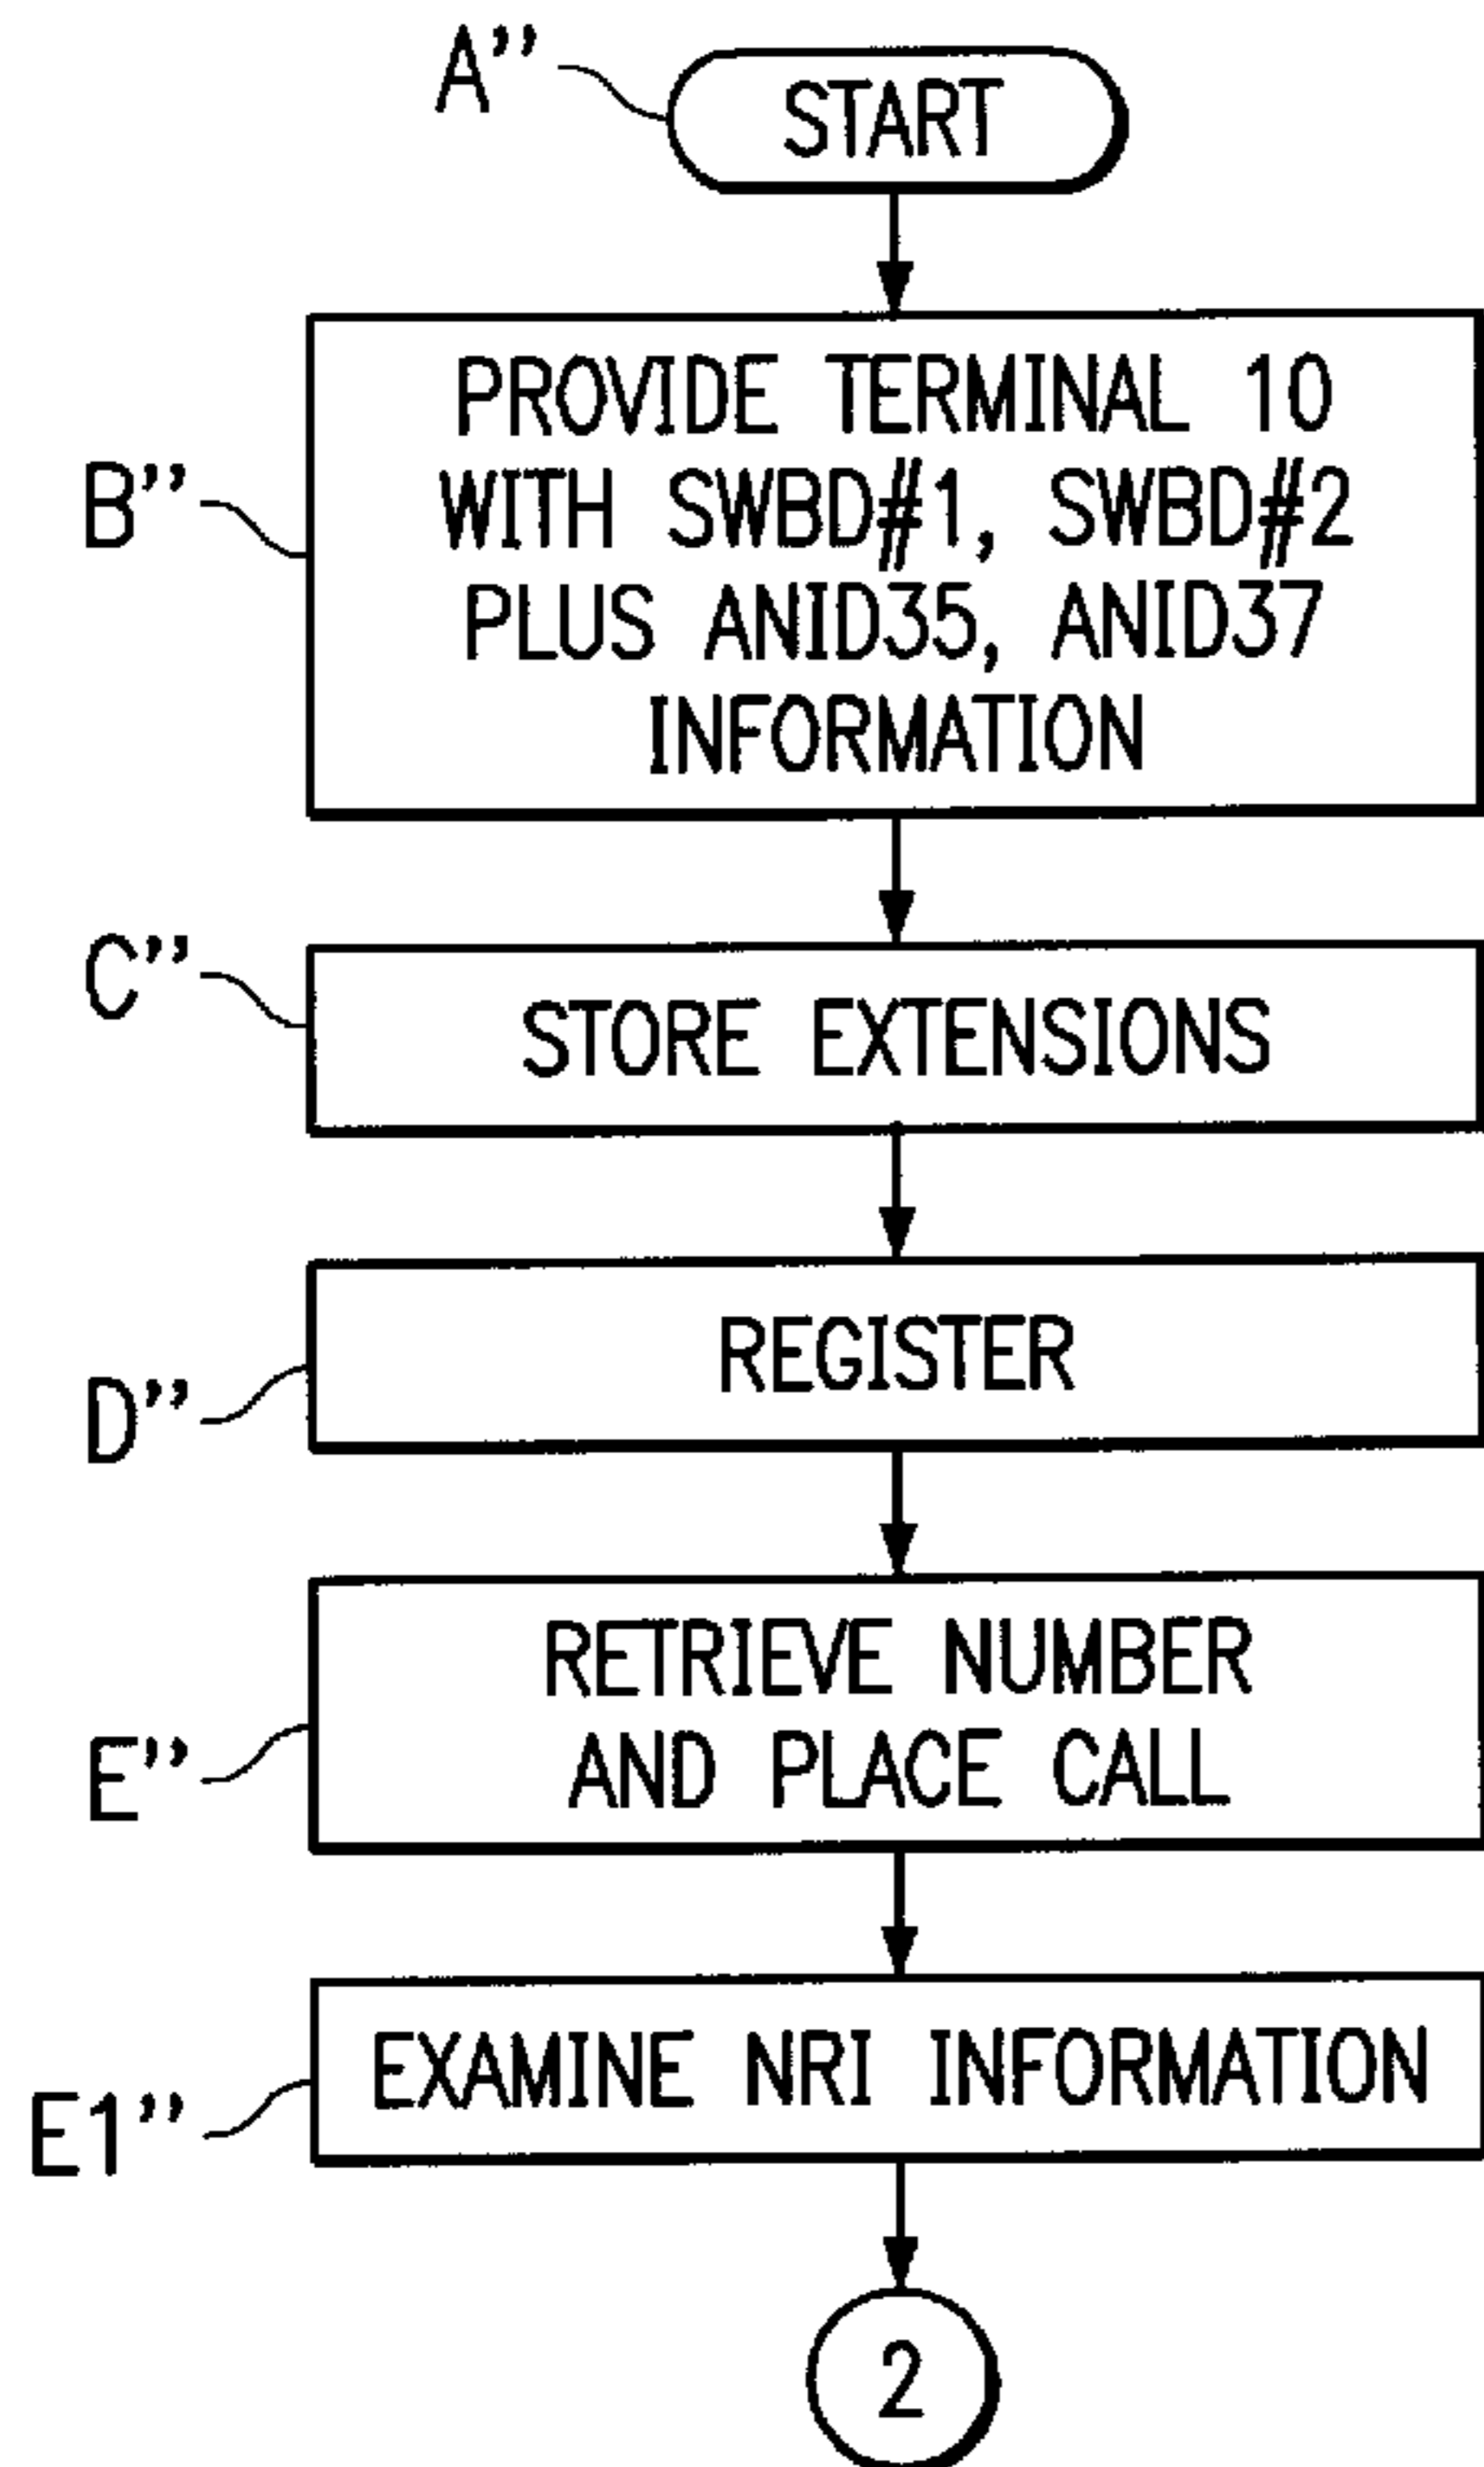 A”
START
B”
PROVIDE TERMINAL 10
WITH SWBD#1, SWBD#2
PLUS ANID35, ANID37
INFORMATION
C”
STORE EXTENSIONS
D”
REGISTER
E”
RETRIEVE NUMBER
AND PLACE CALL
E1”
EXAMINE NRI INFORMATION
2